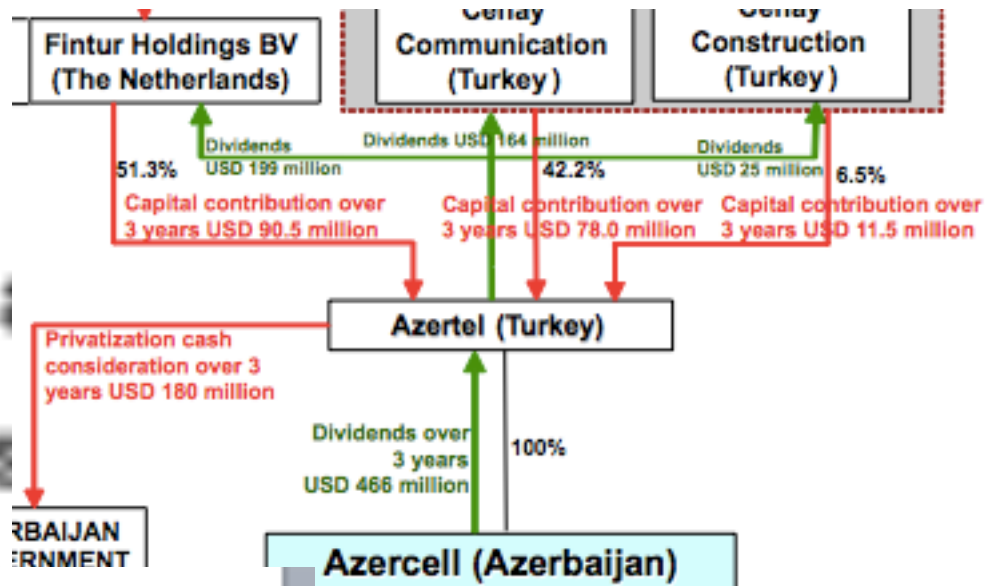 Fintur Holdings BV
(The Netherlands)
Cenay
Communication
(Turkey)
Cenay
Construction
(Turkey)
Dividends
USD 199 million
Dividends USD 164 million
Dividends
USD 25 million
51.3%
42.2%
6.5%
Capital contribution over
3 years USD 90.5 million
Capital contribution over
3 years USD 78.0 million
Capital contribution over
3 years USD 11.5 million
Azertel (Turkey)
Privatization cash
consideration over 3
years USD 180 million
Dividends over
3 years
USD 466 million
100%
RBAIJAN
ERNMENT
Azercell (Azerbaijan)